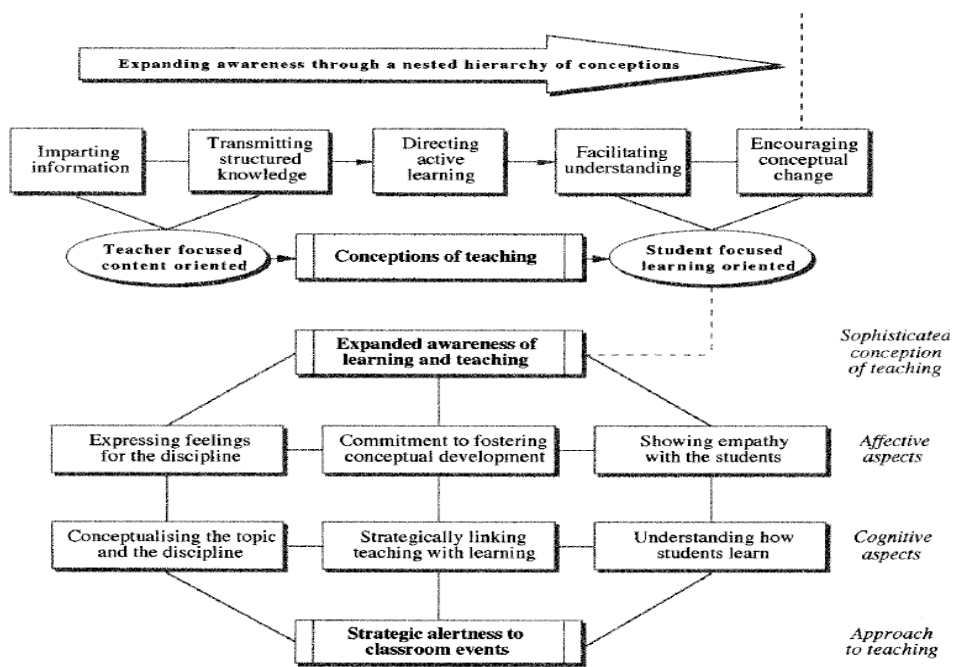 Expanding awareness through a nested hierarchy of conceptions
Imparting
information
Transmitting
structured
knowledge
Directing
active
learning
Facilitating
understanding
Encouraging
conceptual
change
Teacher focused
content oriented
Conceptions of teaching
Student focused
learning oriented
Expanded awareness of
learning and teaching
Sophisticated
conception
of teaching
Expressing feelings
for the discipline
Commitment to fostering
conceptual development
Showing empathy
with the students
Affective
aspects
Conceptualising the topic
and the discipline
Strategically linking
teaching with learning
Understanding how
students learn
Cognitive
aspects
Strategic alertness to
classroom events
Approach
to teaching